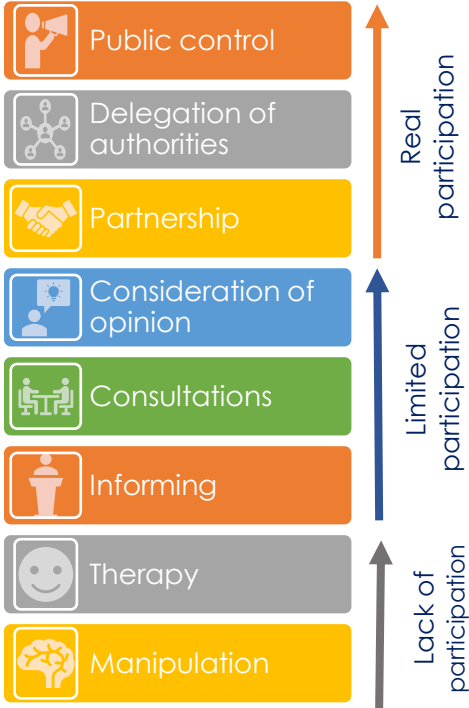 Public control
Delegation of
authorities
Partnership
Real
participation
Consideration of
opinion
Consultations
Informing
Limited
participation
Therapy
Manipulation
Lack of
participation